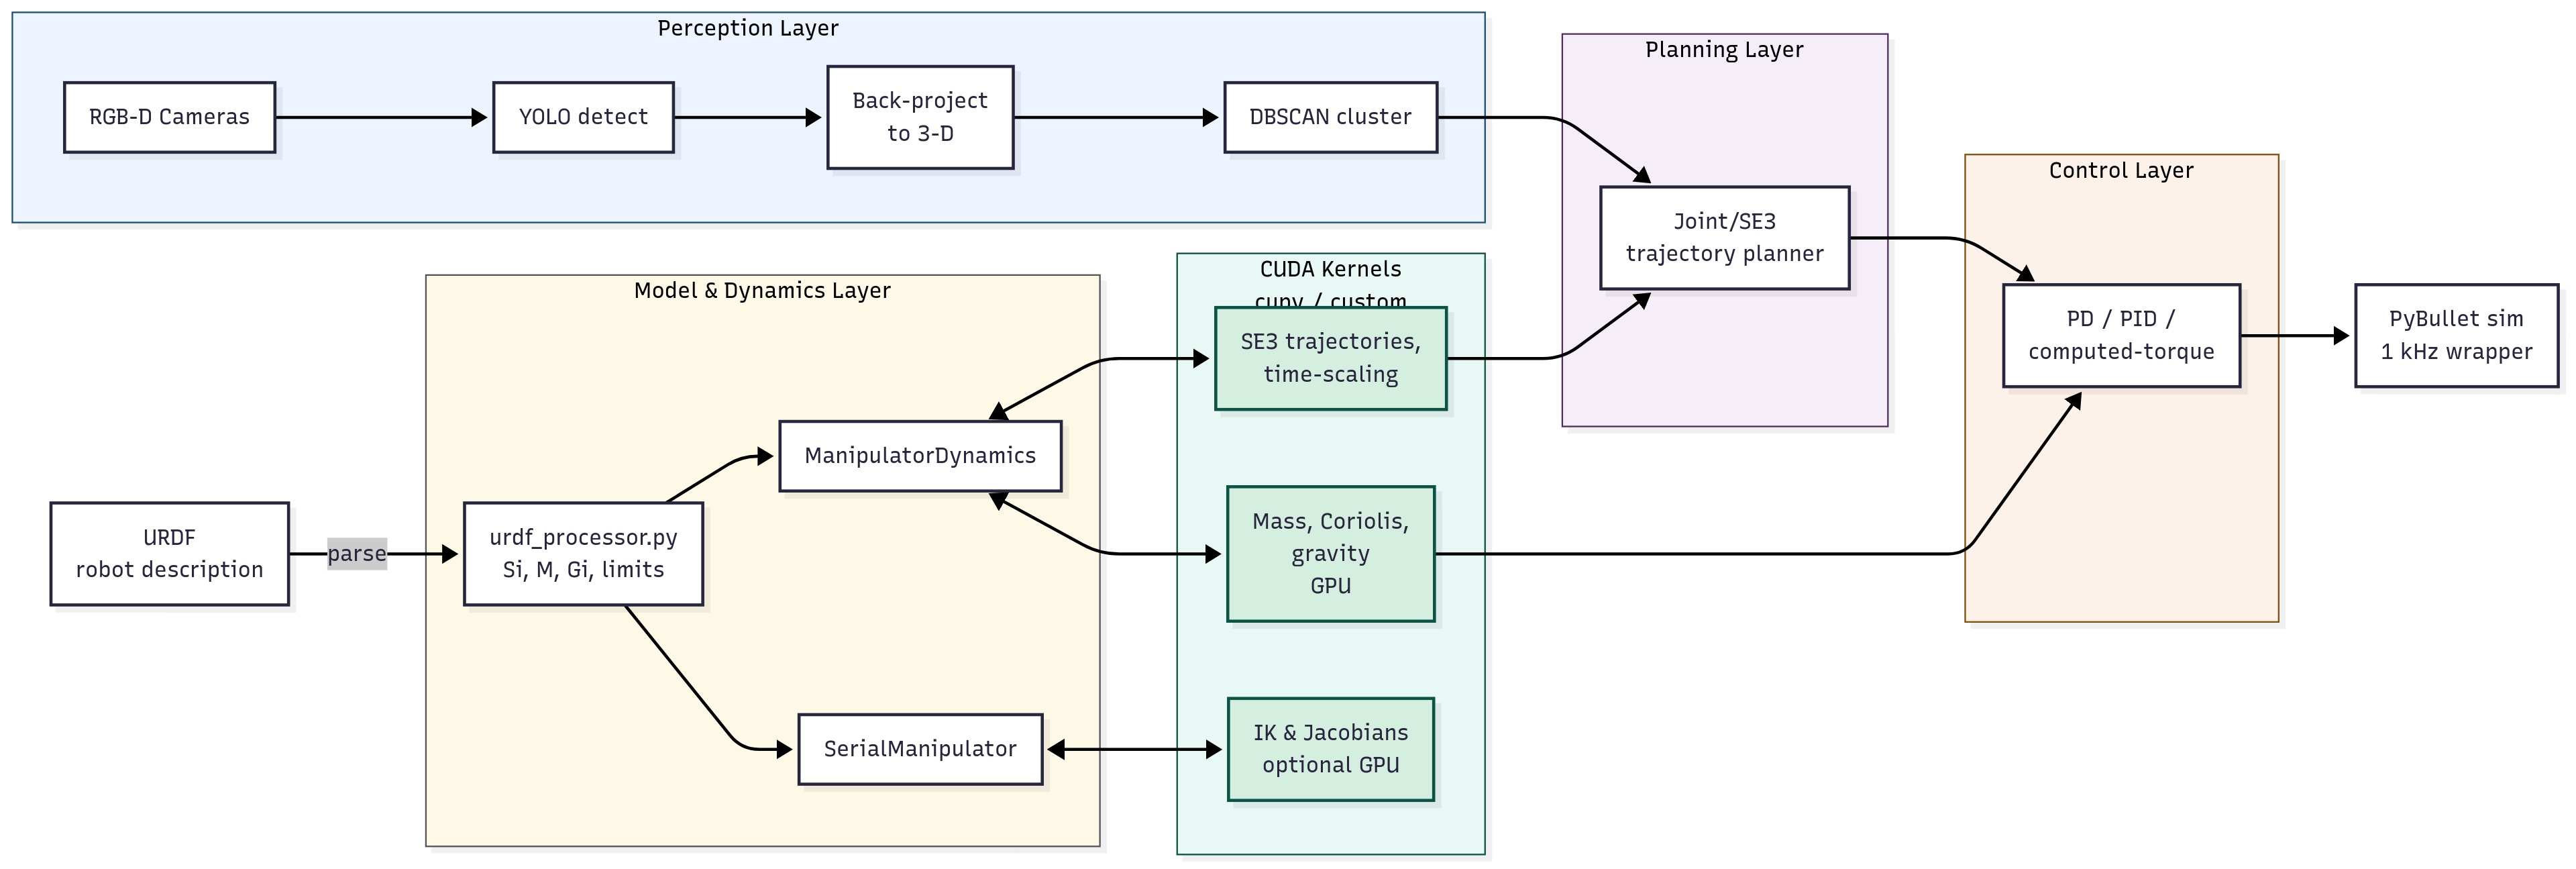 Perception Layer
RGB-D Cameras
YOLO detect
Back-project
to 3-D
DBSCAN cluster
Planning Layer
Joint/SE3
trajectory planner
Control Layer
PD / PID /
computed-torque
PyBullet sim
1 kHz wrapper
CUDA Kernels
cupy / custom
SE3 trajectories,
time-scaling
Mass, Coriolis,
gravity
GPU
IK & Jacobians
optional GPU
Model & Dynamics Layer
ManipulatorDynamics
URDF
robot description
parse
urdf_processor.py
Si, M, Gi, limits
SerialManipulator